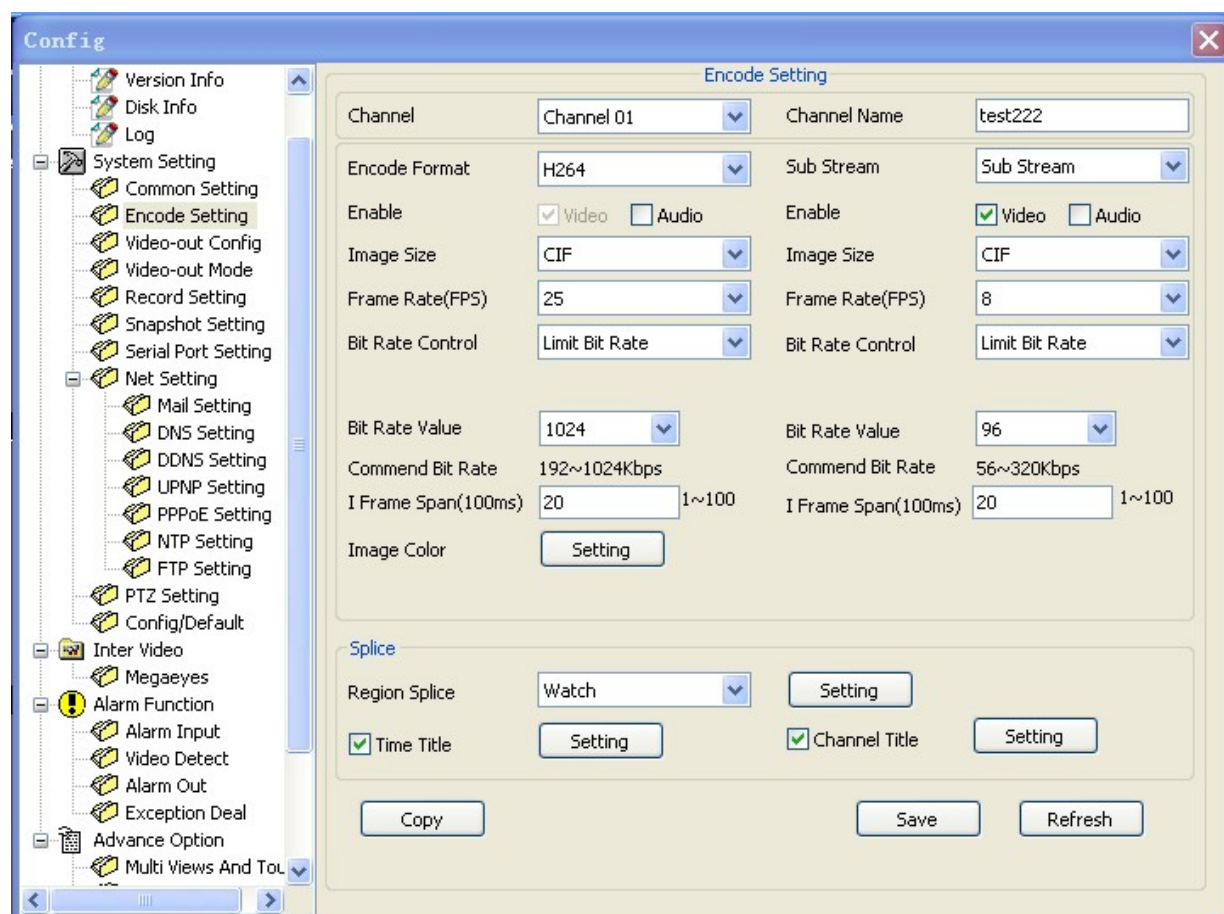 Config
Version Info
Disk Info
Log
System Setting
Common Setting
Encode Setting
Video-out Config
Video-out Mode
Record Setting
Snapshot Setting
Serial Port Setting
Net Setting
Mail Setting
DNS Setting
DDNS Setting
UPNP Setting
PPPoE Setting
NTP Setting
FTP Setting
PTZ Setting
Config/Default
Inter Video
Megaeyes
Alarm Function
Alarm Input
Video Detect
Alarm Out
Exception Deal
Advance Option
Multi Views And Tou
Encode Setting
Channel Channel 01 Channel Name test222
Encode Format H264 Sub Stream Sub Stream
Enable Video Audio Enable Video Audio
Image Size CIF Image Size CIF
Frame Rate(FPS) 25 Frame Rate(FPS) 8
Bit Rate Control Limit Bit Rate Bit Rate Control Limit Bit Rate
Bit Rate Value 1024 Bit Rate Value 96
Commend Bit Rate 192~1024Kbps Commend Bit Rate 56~320Kbps
I Frame Span(100ms) 20 1~100 I Frame Span(100ms) 20 1~100
Image Color Setting
Splice
Region Splice Watch Setting
Time Title Setting Channel Title Setting
Copy Save Refresh